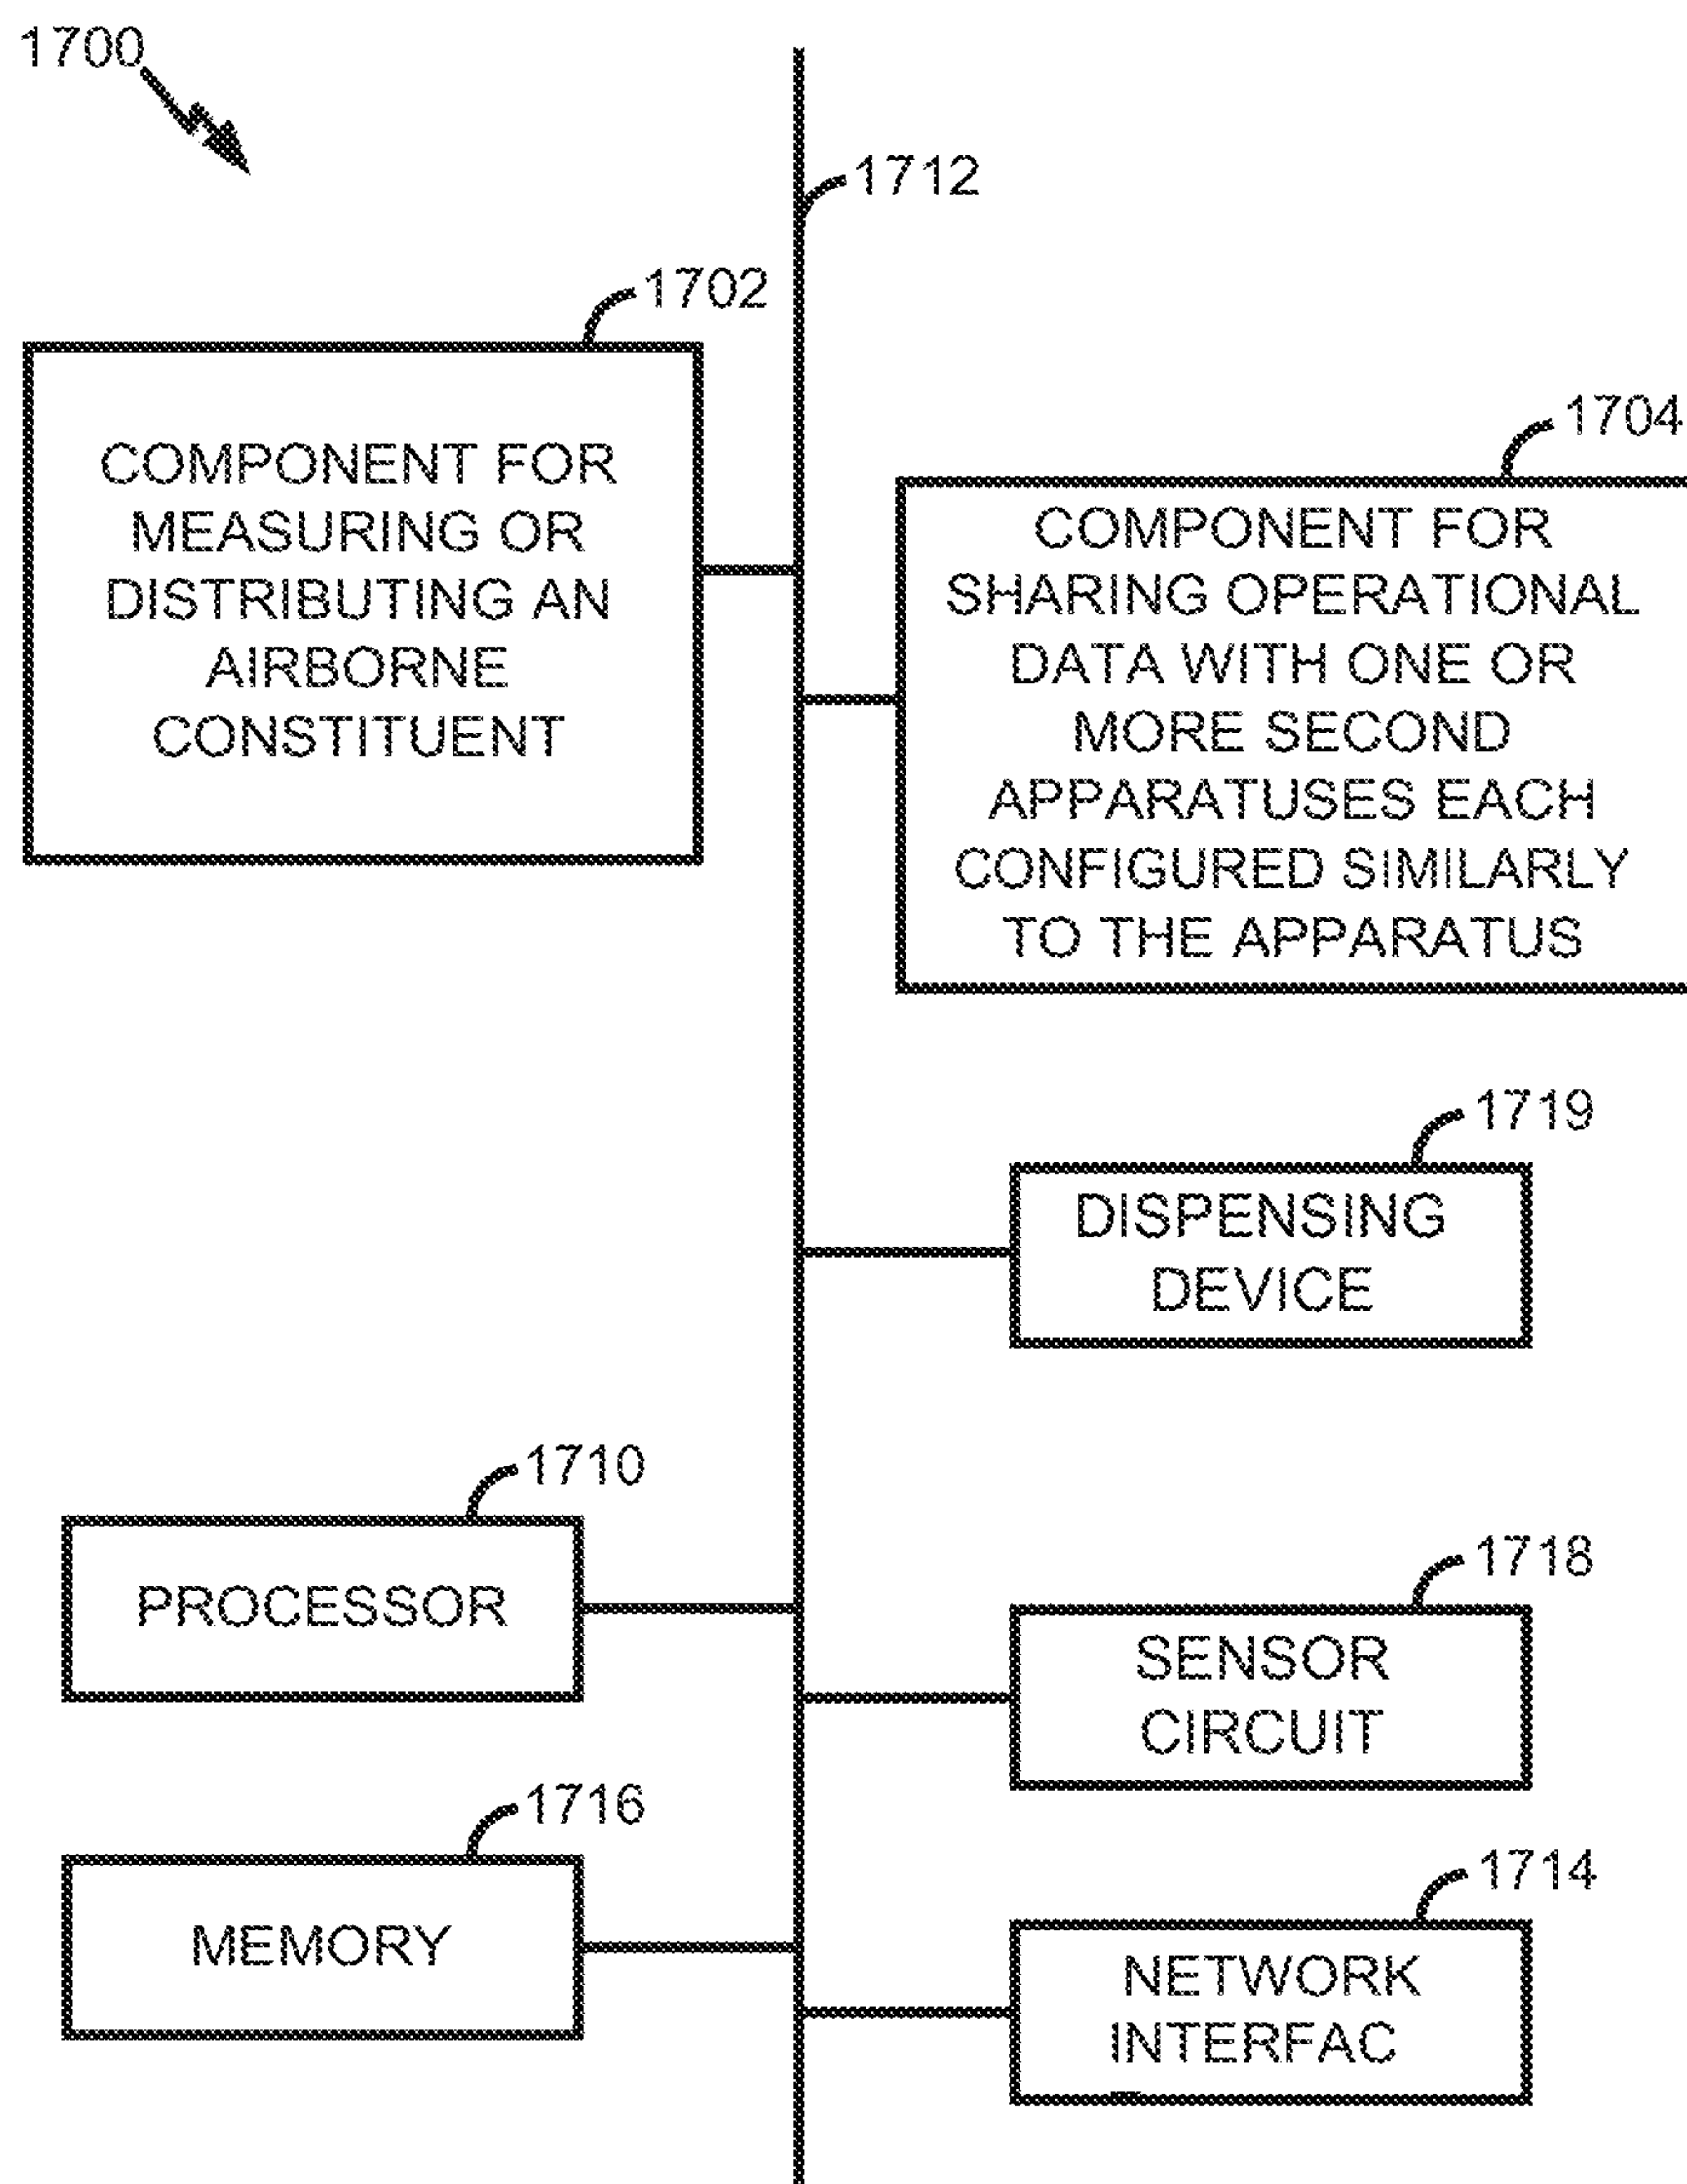 1700
1712
1702
COMPONENT FOR
MEASURING OR
DISTRIBUTING AN
AIRBORNE
CONSTITUENT
1704
COMPONENT FOR
SHARING OPERATIONAL
DATA WITH ONE OR
MORE SECOND
APPARATUSES EACH
CONFIGURED SIMILARLY
TO THE APPARATUS
1719
DISPENSING
DEVICE
1710
PROCESSOR
1718
SENSOR
CIRCUIT
1716
MEMORY
1714
NETWORK
INTERFAC